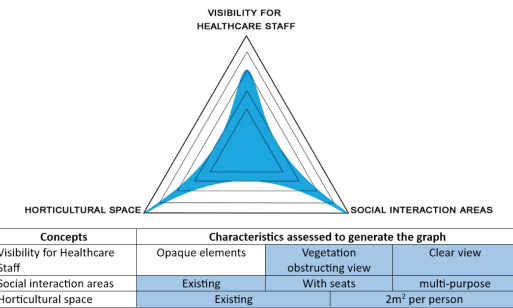 VISIBILITY FOR
HEALTHCARE STAFF
HORTICULTURAL SPACE
SOCIAL INTERACTION AREAS
Concepts Characteristics assessed to generate the graph
Visibility for Healthcare Staff Opaque elements Vegetation obstructing view Clear view
Social interaction areas Existing With seats multi-purpose
Horticultural space Existing 2m² per person